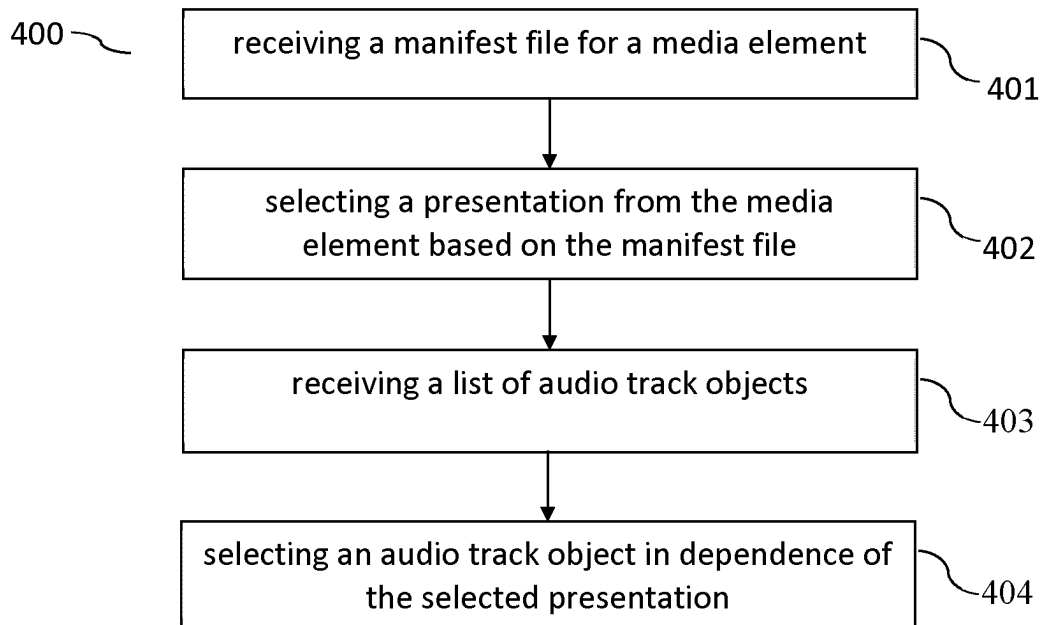 400
receiving a manifest file for a media element
401
selecting a presentation from the media
element based on the manifest file
402
receiving a list of audio track objects
403
selecting an audio track object in dependence of
the selected presentation
404